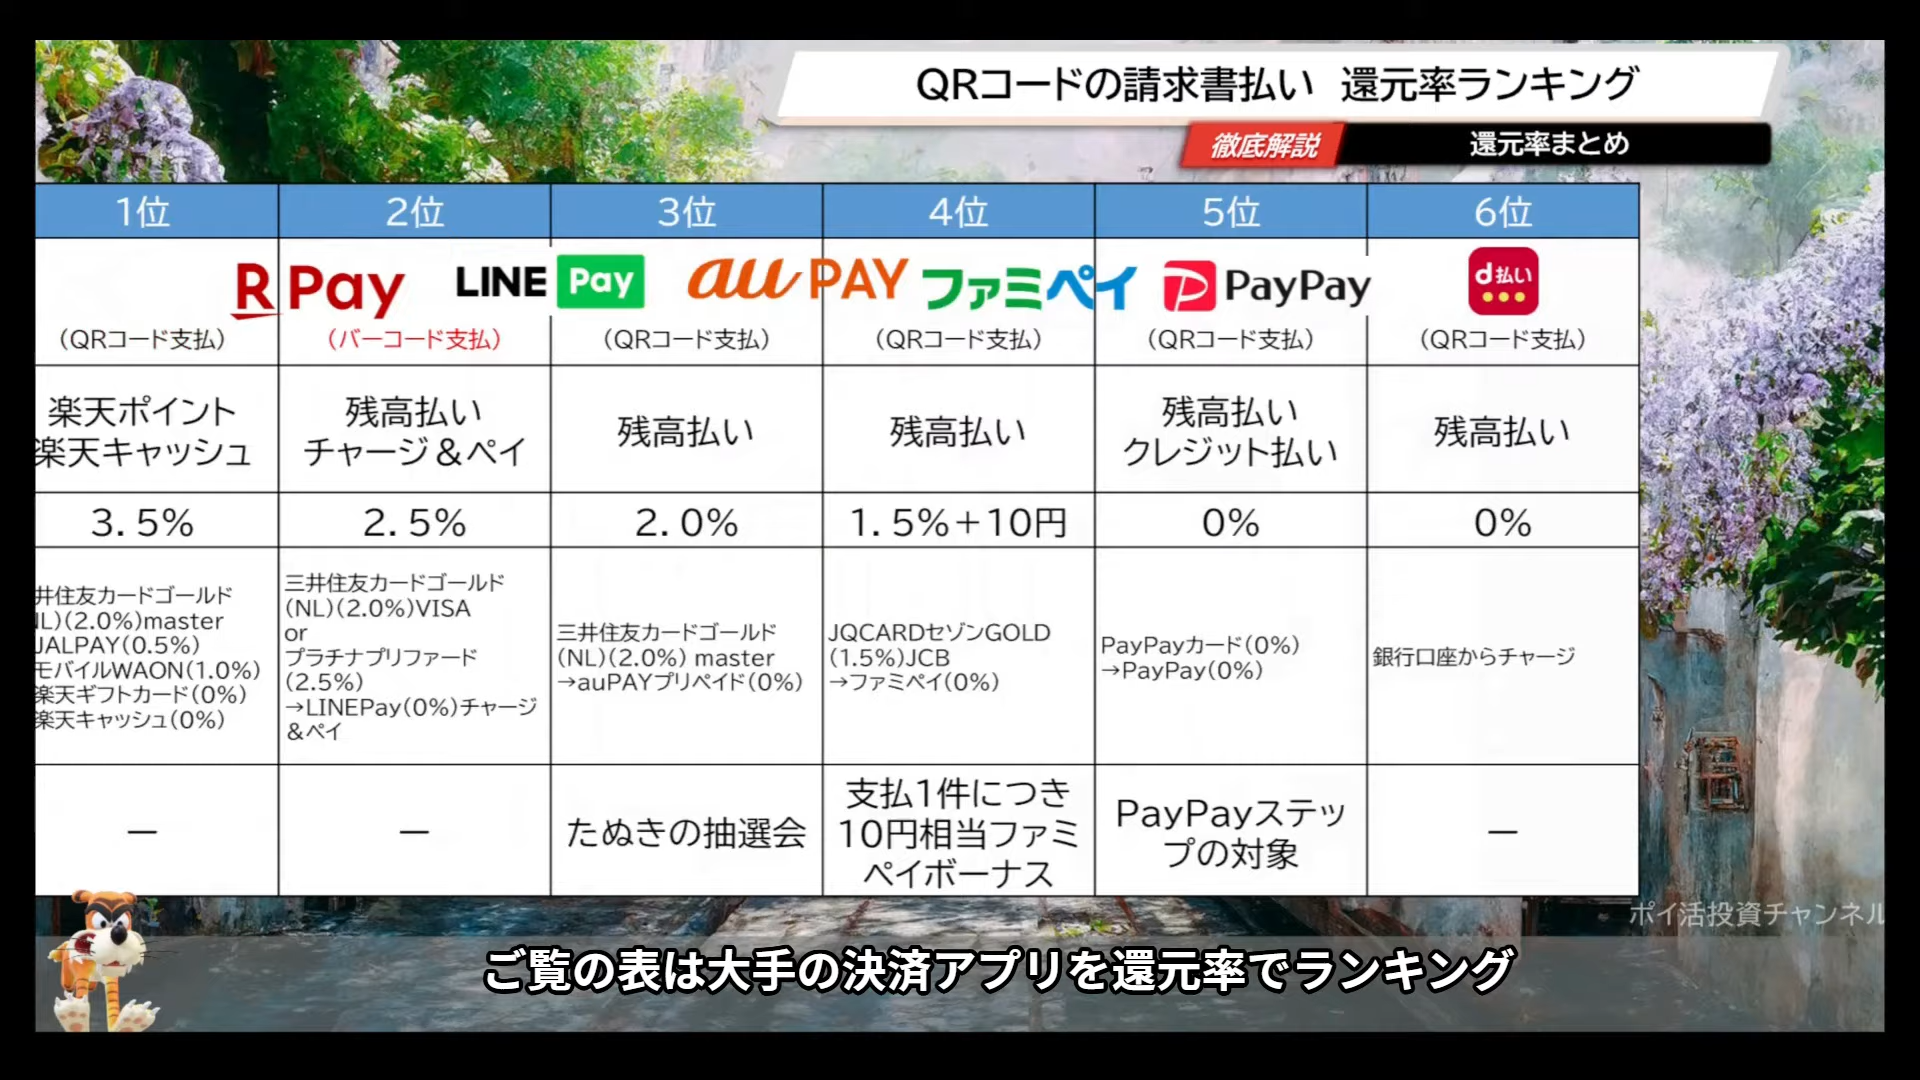 QRコードの請求書払い 還元率ランキング
徹底解説 還元率まとめ
1位 2位 3位 4位 5位 6位
R Pay LINE Pay au PAY ファミペイ PayPay d払い
(QRコード支払) (バーコード支払) (QRコード支払) (QRコード支払) (QRコード支払) (QRコード支払)
楽天ポイント
楽天キャッシュ
残高払い
チャージ&ペイ
残高払い
残高払い
残高払い
クレジット払い
残高払い
3.5% 2.5% 2.0% 1.5%+10円 0% 0%
井住友カードゴールド
NL)(2.0%)master
JALPAY(0.5%)
モバイルWAON(1.0%)
楽天ギフトカード(0%)
楽天キャッシュ(0%)
三井住友カードゴールド
(NL)(2.0%)VISA
or
プラチナプリファード
(2.5%)
→LINEPay(0%)チャージ
&ペイ
三井住友カードゴールド
(NL)(2.0%) master
→auPAYプリペイド(0%)
JQCARDセゾンGOLD
(1.5%)JCB
→ファミペイ(0%)
PayPayカード(0%)
→PayPay(0%)
銀行口座からチャージ
ー
ー
たぬきの抽選会
支払1件につき
10円相当ファミ
ペイボーナス
PayPayステッ
プの対象
ー
ポイ活投資チャンネル
ご覧の表は大手の決済アプリを還元率でランキング